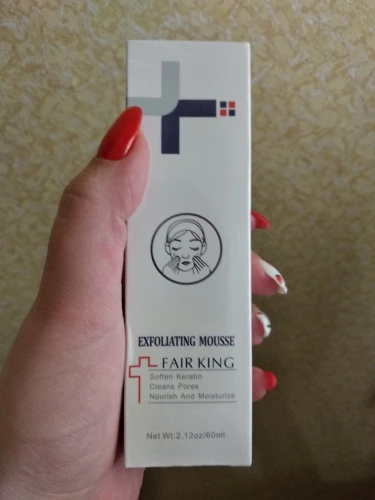 EXFOLIATING MOUSSE
FAIR KING
Soften Keratin
Cleans Pores
Nourish And Moisturize
Net Wt:2.12oz/60ml